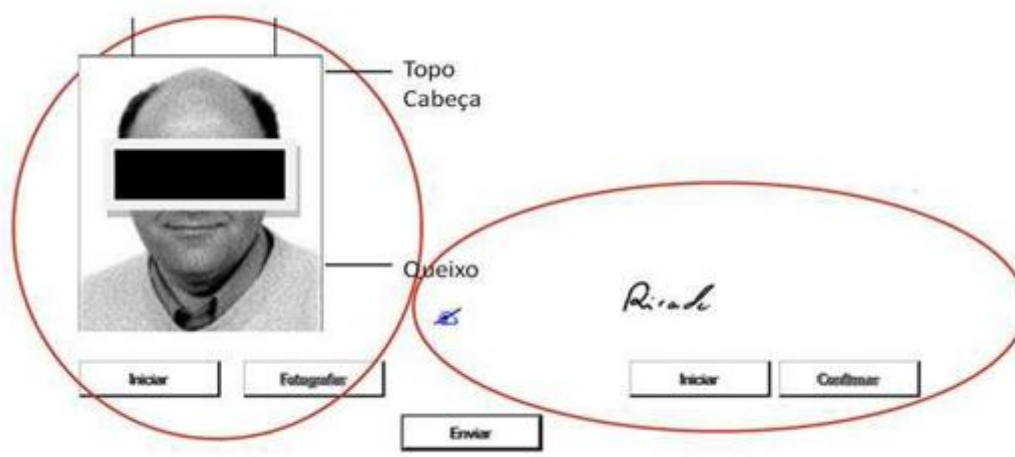 Topo
Cabeça
Queixo
Iniciar Fotografar
Iniciar Confirmar
Enviar